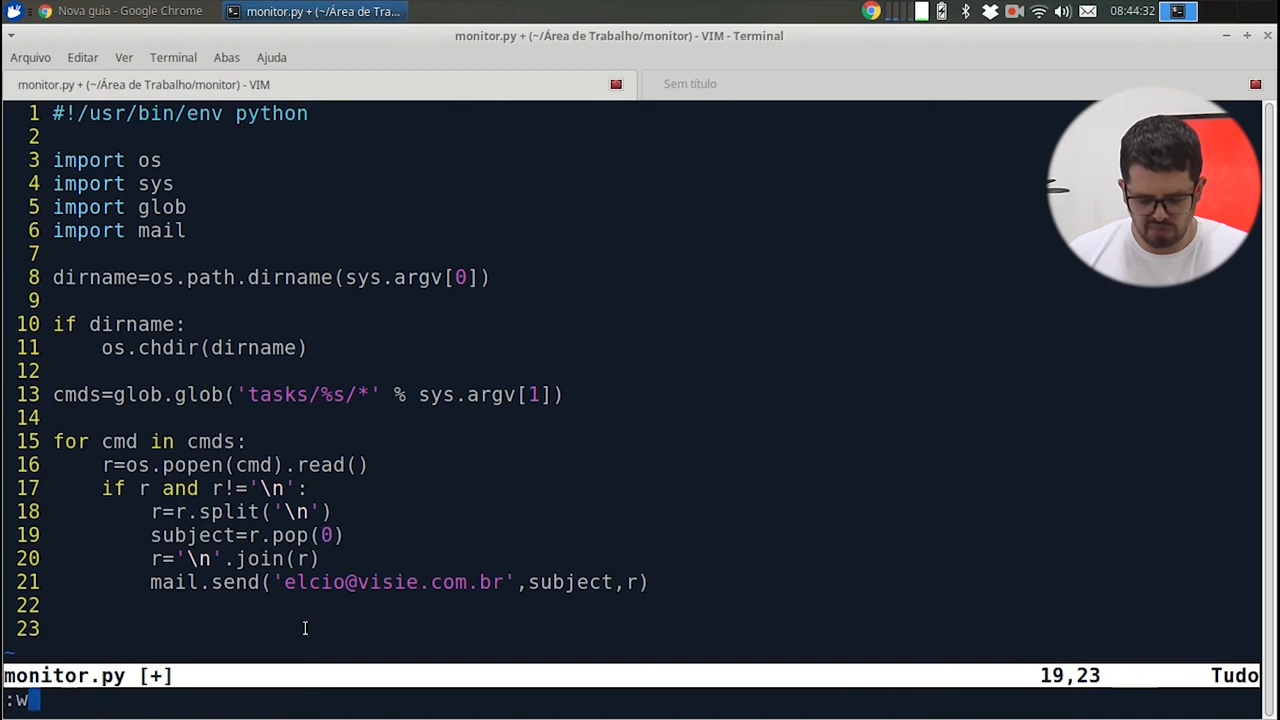 Nova guia - Google Chrome
monitor.py + (~/Área de Tra...
08:44:32
monitor.py + (~/Área de Trabalho/monitor) - VIM - Terminal
Arquivo Editar Ver Terminal Abas Ajuda
monitor.py + (~/Área de Trabalho/monitor) - VIM
Sem título
1 #!/usr/bin/env python
2
3 import os
4 import sys
5 import glob
6 import mail
7
8 dirname=os.path.dirname(sys.argv[0])
9
10 if dirname:
11     os.chdir(dirname)
12
13 cmds=glob.glob('tasks/%s/*' % sys.argv[1])
14
15 for cmd in cmds:
16     r=os.popen(cmd).read()
17     if r and r!='\n':
18         r=r.split('\n')
19         subject=r.pop(0)
20         r='\n'.join(r)
21         mail.send('elcio@visie.com.br',subject,r)
22
23
~
monitor.py [+] 19,23 Tudo
:w